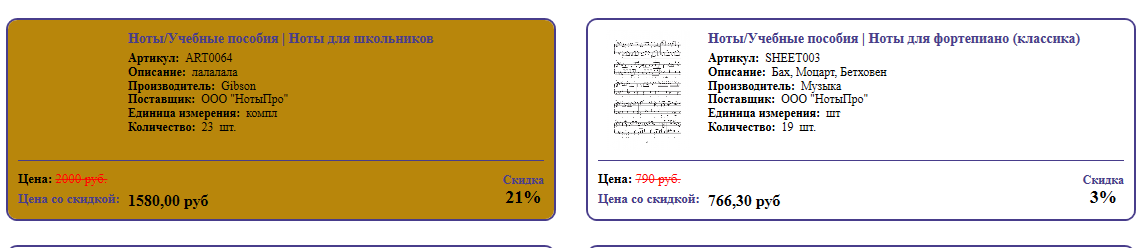 Ноты/Учебные пособия | Ноты для школьников
Артикул: ART0064
Описание: лалалала
Производитель: Gibson
Поставщик: ООО "НотыПро"
Единица измерения: компл
Количество: 23 шт.
Цена: 2000 руб.
Скидка
Цена со скидкой: 1580,00 руб
21%
Ноты/Учебные пособия | Ноты для фортепиано (классика)
Артикул: SHEET003
Описание: Бах, Моцарт, Бетховен
Производитель: Музыка
Поставщик: ООО "НотыПро"
Единица измерения: шт
Количество: 19 шт.
Цена: 790 руб.
Скидка
Цена со скидкой: 766,30 руб
3%